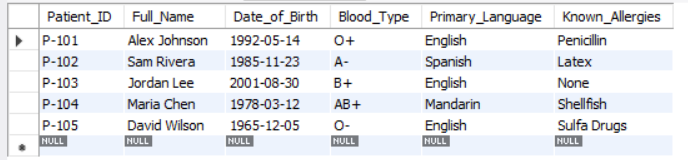 Patient_ID Full_Name Date_of_Birth Blood_Type Primary_Language Known_Allergies
P-101 Alex Johnson 1992-05-14 O+ English Penicillin
P-102 Sam Rivera 1985-11-23 A- Spanish Latex
P-103 Jordan Lee 2001-08-30 B+ English None
P-104 Maria Chen 1978-03-12 AB+ Mandarin Shellfish
P-105 David Wilson 1965-12-05 O- English Sulfa Drugs
NULL NULL NULL NULL NULL NULL